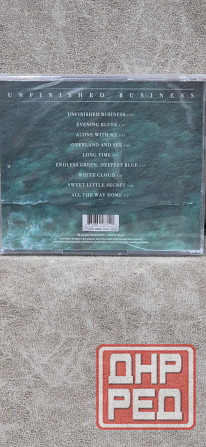 UNFINISHED BUSINESS
UNFINISHED BUSINESS
EVENING BLUES
ALONE WITH ME
OVERLAND AND SEE
LONG TIME
ENDLESS GREEN, DEEPEST BLUE
WHITE CLOUD
SWEET LITTLE SECRET
ALL THE WAY HOME
ДНР
РЕД